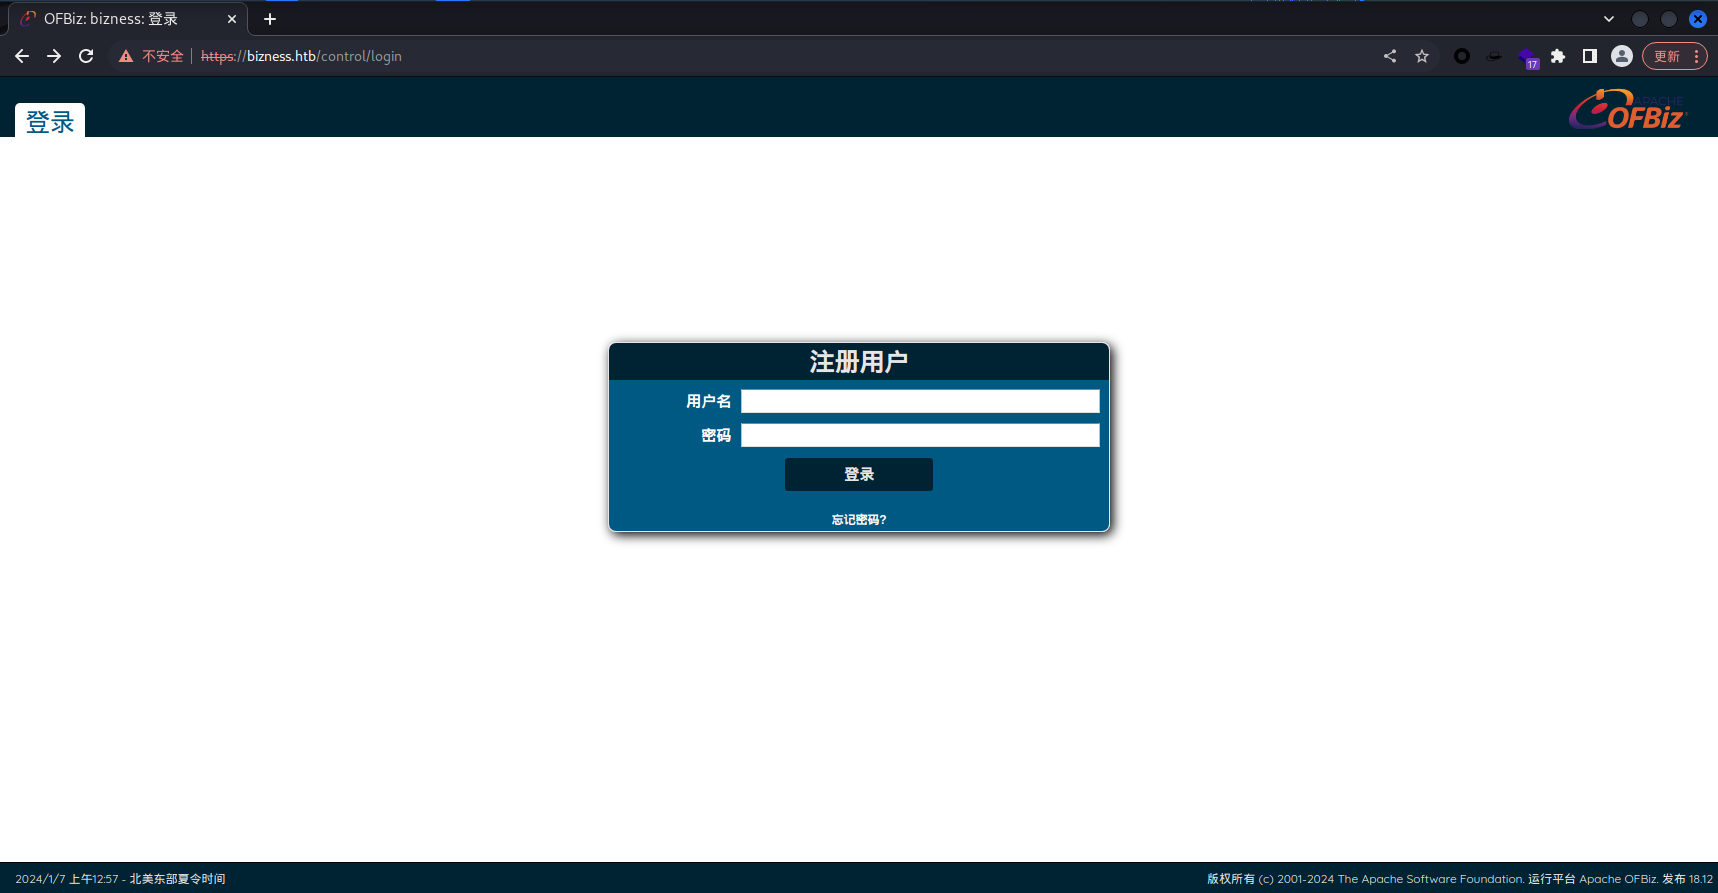 OFBiz: bizness: 登录
不安全 https://bizness.htb/control/login
17
更新
登录
APACHE
OFBiz
注册用户
用户名
密码
登录
忘记密码?
2024/1/7 上午12:57 - 北美东部夏令时间
版权所有 (c) 2001-2024 The Apache Software Foundation. 运行平台 Apache OFBiz. 发布 18.12